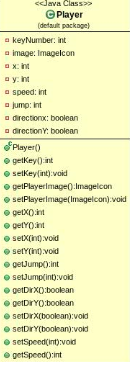 <<Java Class>>
Player
(default package)
keyNumber: int
image: ImageIcon
x: int
y: int
speed: int
jump: int
directionx: boolean
directionY: boolean
Player()
getKey():int
setKey(int):void
getPlayerImage():ImageIcon
setPlayerImage(ImageIcon):void
getX():int
getY():int
setX(int):void
setY(int):void
getJump():int
setJump(int):void
getDirX():boolean
getDirY():boolean
setDirX(boolean):void
setDirY(boolean):void
setSpeed(int):void
getSpeed():int